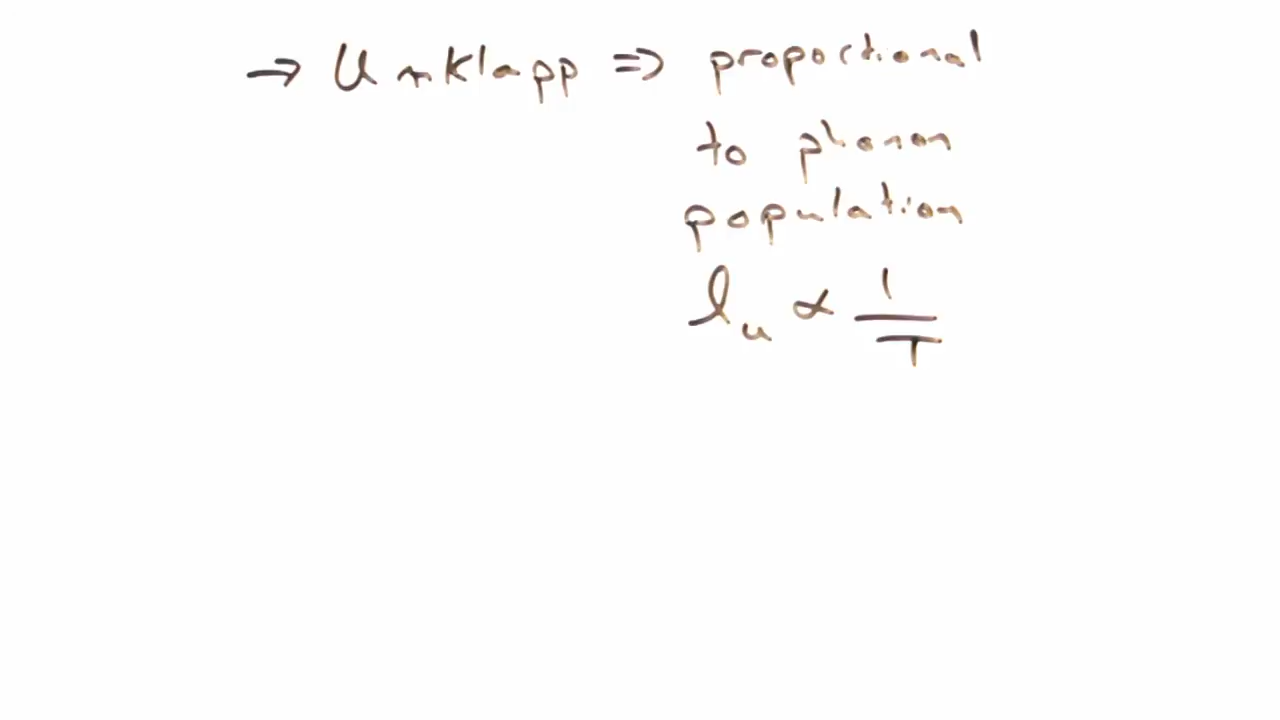 → Umklapp ⇒ proportional
to phonon
population
l_u ∝ 1/T